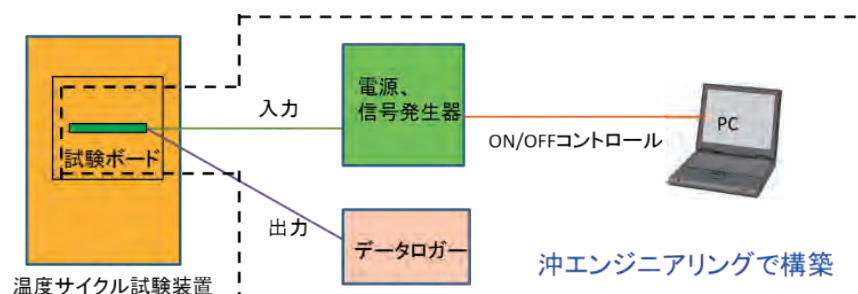 電源、
信号発生器
入力
PC
ON/OFFコントロール
試験ボード
出力
データロガー
沖エンジニアリングで構築
温度サイクル試験装置